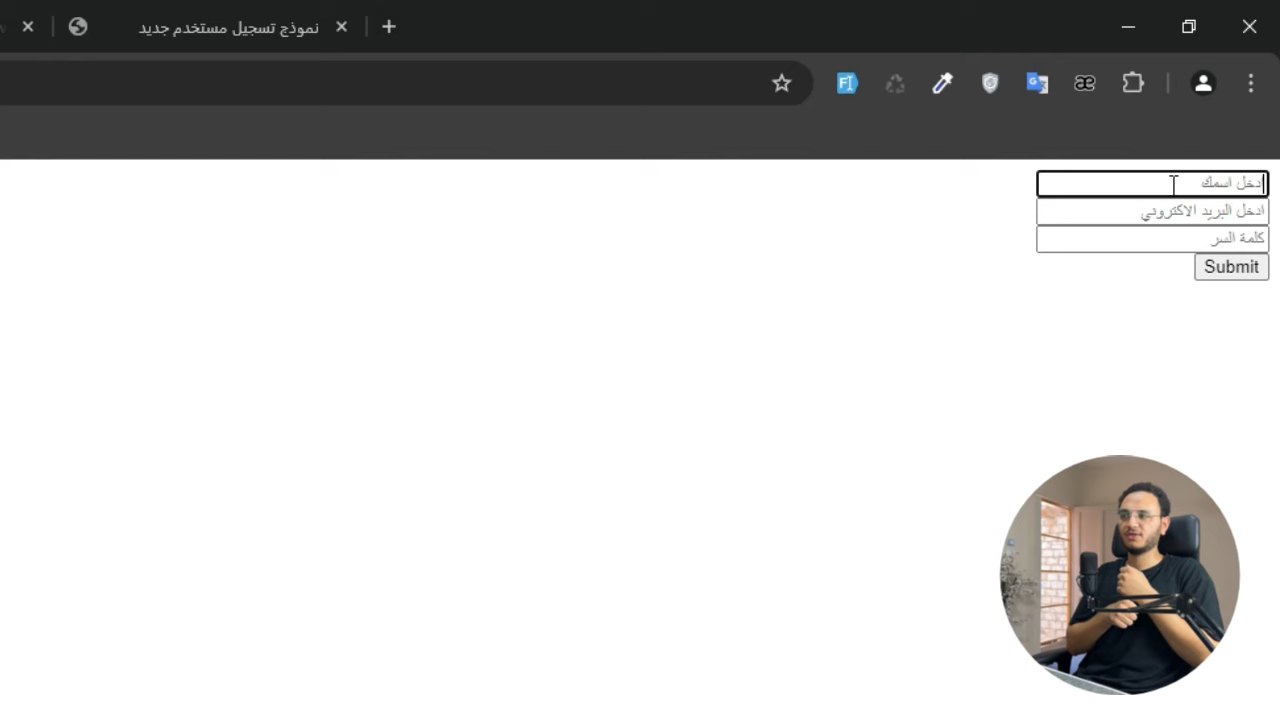 نموذج تسجيل مستخدم جديد
ادخل اسمك
ادخل البريد الاكتروني
كلمة السر
Submit